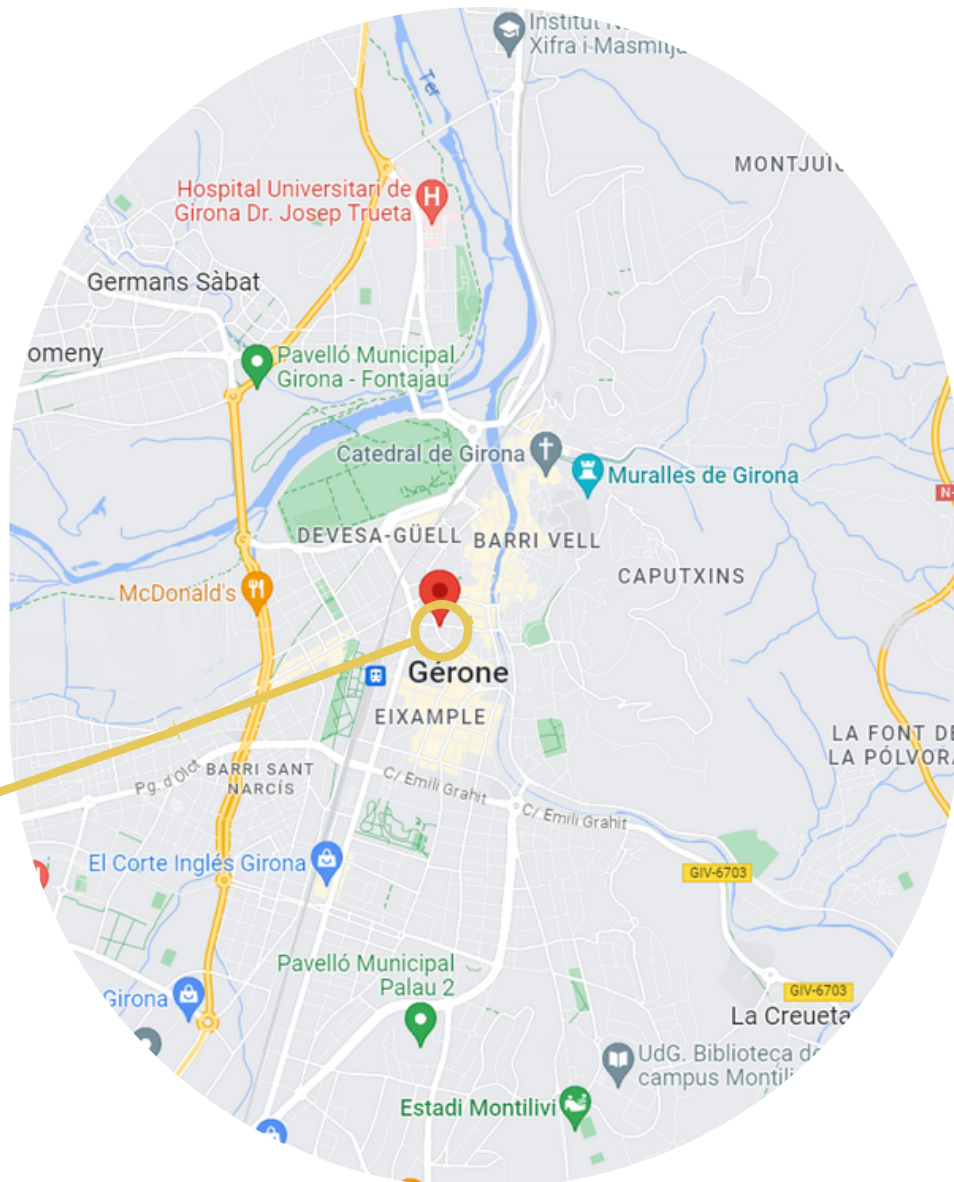 Institut
Xifra i Masmitjà
Ter
MONTJUÏC
Hospital Universitari de
Girona Dr. Josep Trueta
H
Germans Sàbat
omeny
Pavelló Municipal
Girona - Fontajau
Catedral de Girona
Muralles de Girona
N-
DEVESA-GÜELL
BARRI VELL
CAPUTXINS
McDonald's
Gérone
EIXAMPLE
LA FONT DE
LA PÓLVORA
Pg. d'Olot
BARRI SANT
NARCÍS
C/ Emili Grahit
C/ Emili Grahit
El Corte Inglés Girona
GIV-6703
Pavelló Municipal
Palau 2
Girona
GIV-6703
La Creueta
UdG. Biblioteca de
campus Montili
Estadi Montilivi